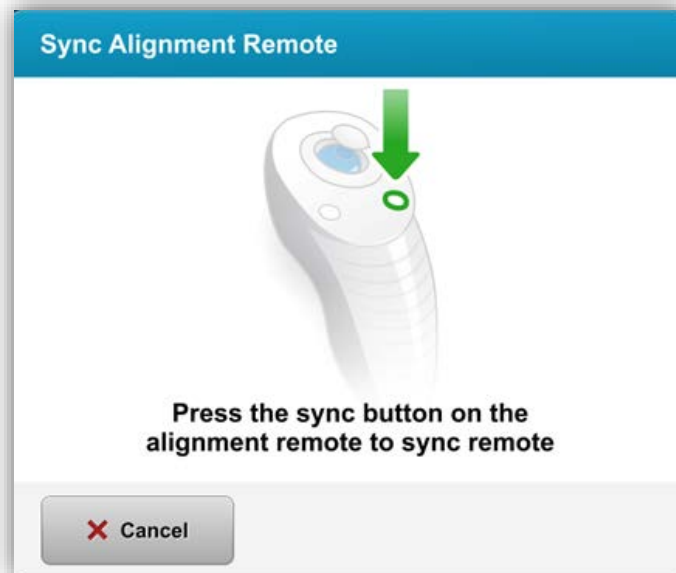 Sync Alignment Remote
Press the sync button on the
alignment remote to sync remote
Cancel